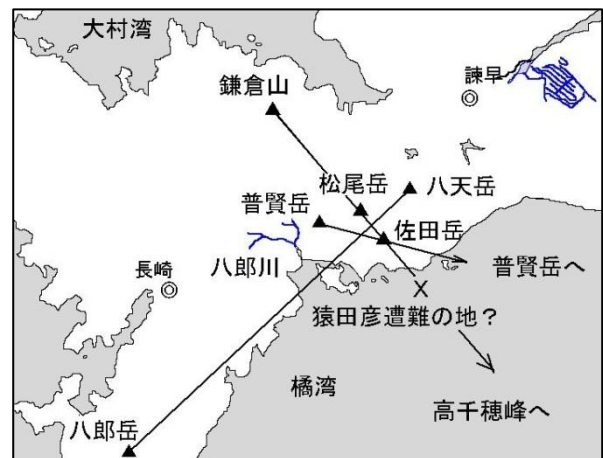 大村湾
諫早
鎌倉山
松尾岳
八天岳
普賢岳
佐田岳
八郎川
普賢岳へ
長崎
X
猿田彦遭難の地？
橘湾
高千穂峰へ
八郎岳